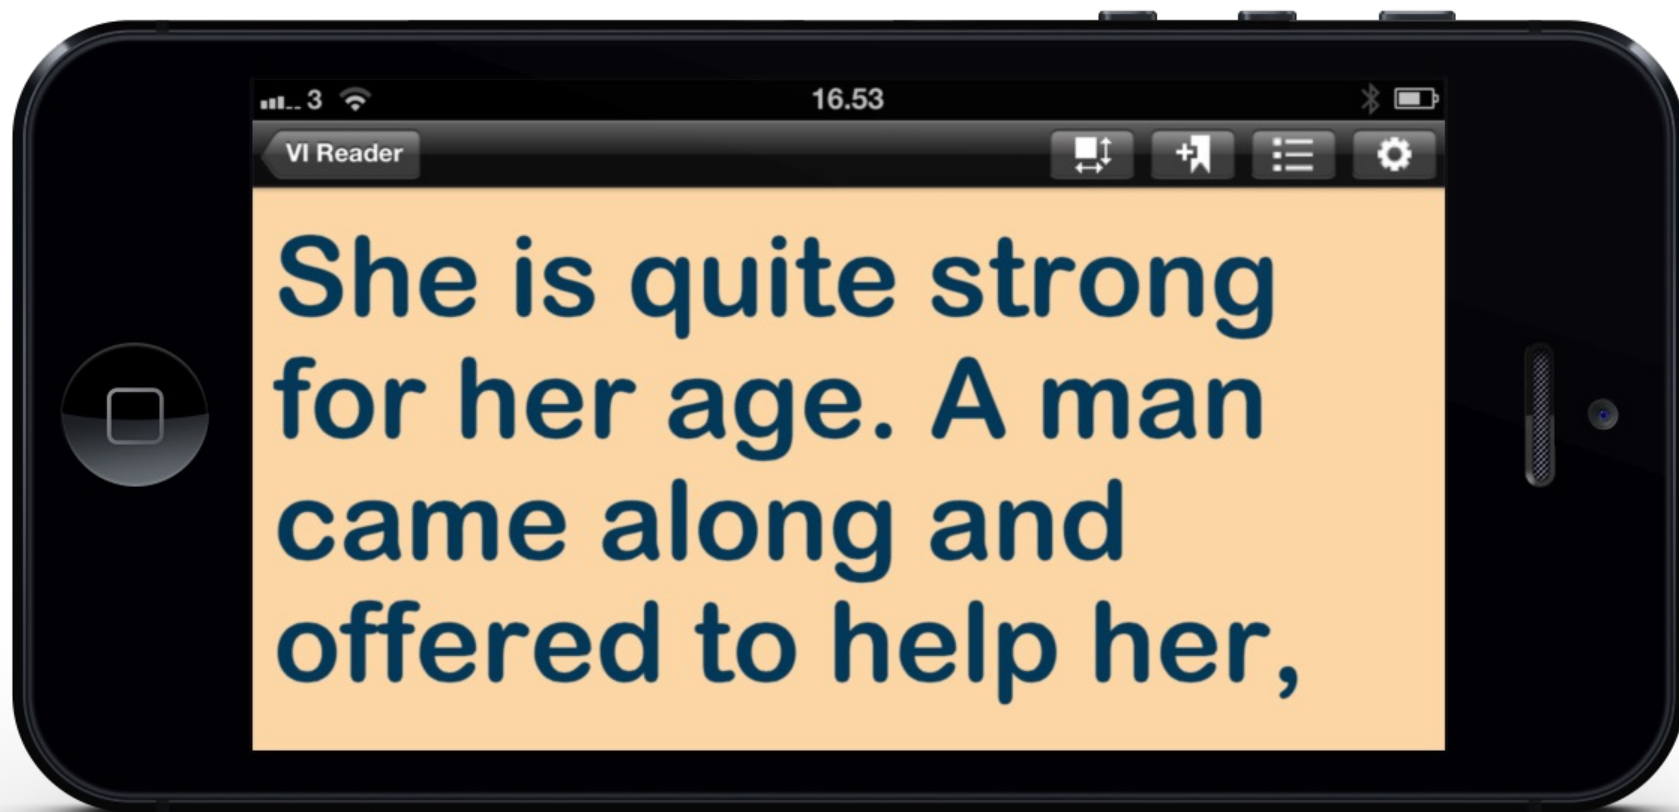 3 16.53
VI Reader
She is quite strong
for her age. A man
came along and
offered to help her,